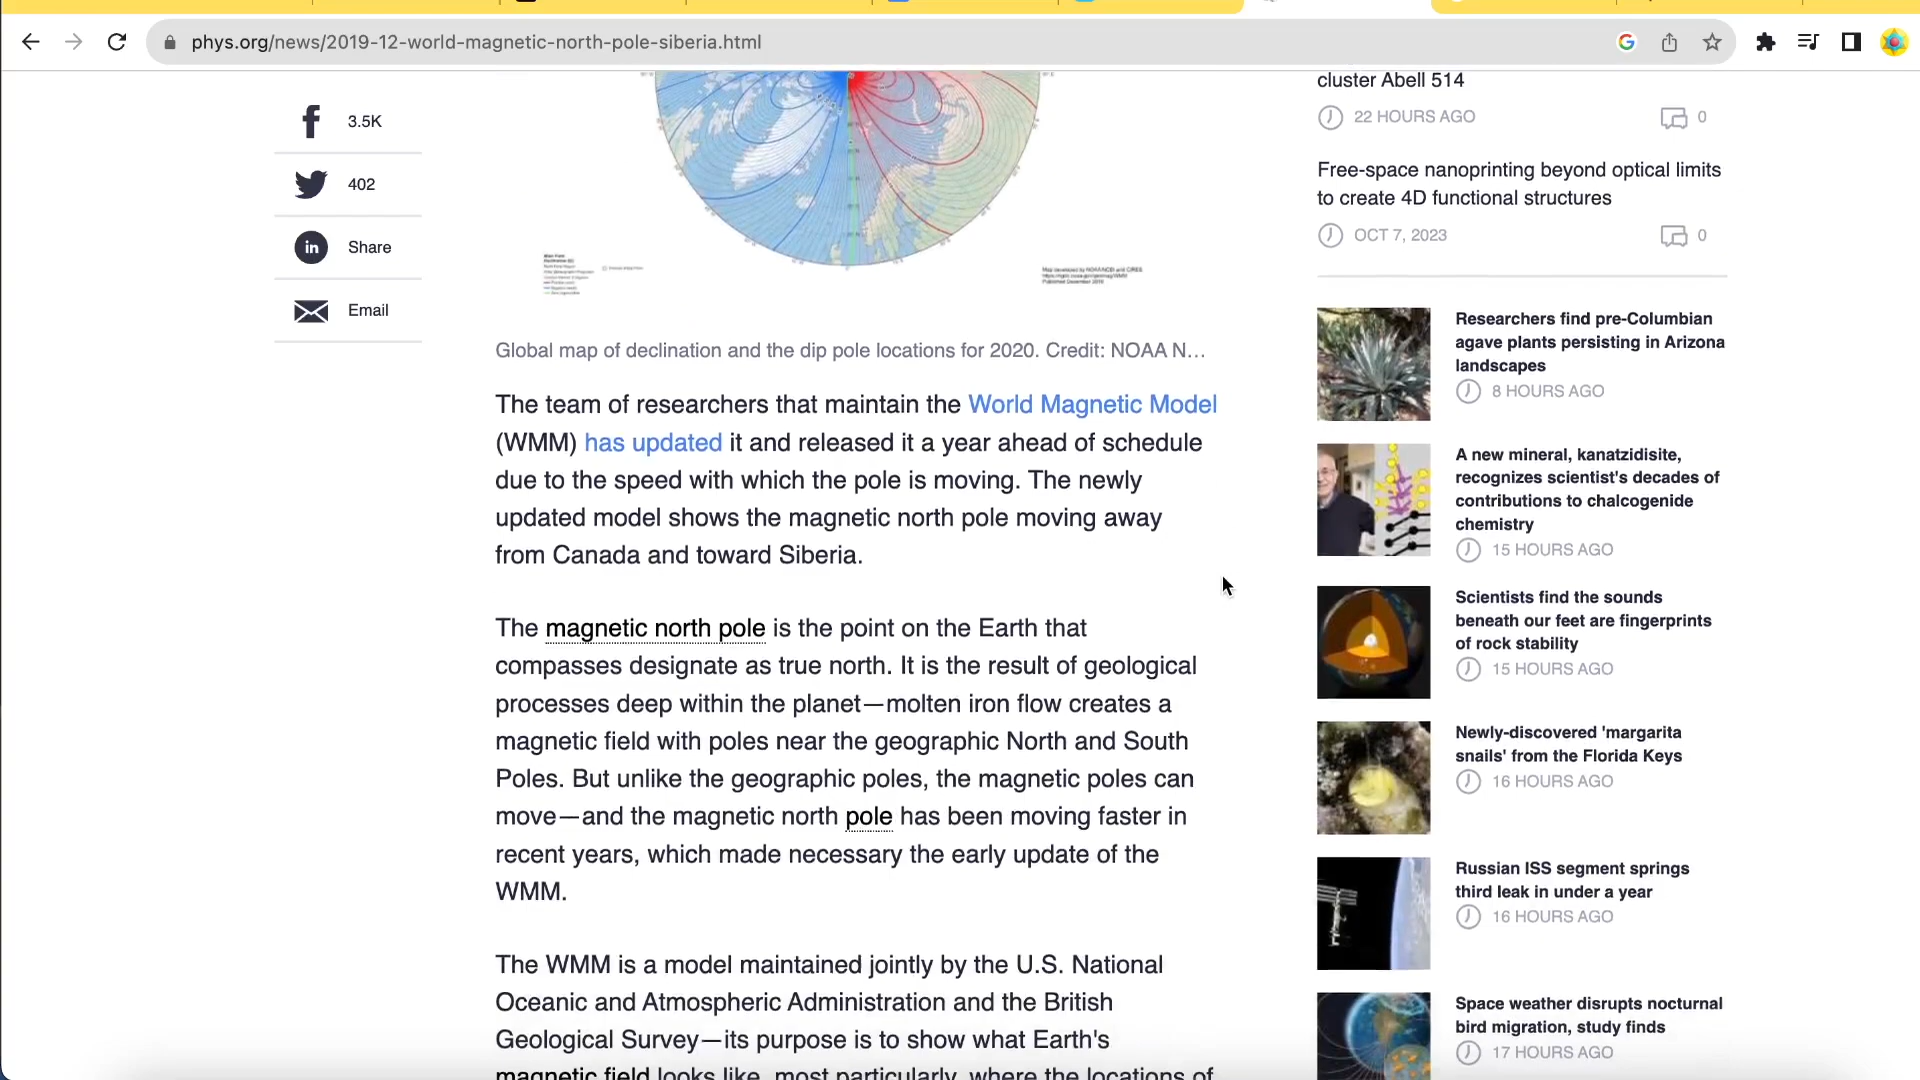 phys.org/news/2019-12-world-magnetic-north-pole-siberia.html
3.5K
402
in Share
Email
Global map of declination and the dip pole locations for 2020. Credit: NOAA N...
The team of researchers that maintain the World Magnetic Model
(WMM) has updated it and released it a year ahead of schedule
due to the speed with which the pole is moving. The newly
updated model shows the magnetic north pole moving away
from Canada and toward Siberia.
The magnetic north pole is the point on the Earth that
compasses designate as true north. It is the result of geological
processes deep within the planet—molten iron flow creates a
magnetic field with poles near the geographic North and South
Poles. But unlike the geographic poles, the magnetic poles can
move—and the magnetic north pole has been moving faster in
recent years, which made necessary the early update of the
WMM.
The WMM is a model maintained jointly by the U.S. National
Oceanic and Atmospheric Administration and the British
Geological Survey—its purpose is to show what Earth's
magnetic field looks like, most particularly, where the locations of
cluster Abell 514
22 HOURS AGO 0
Free-space nanoprinting beyond optical limits
to create 4D functional structures
OCT 7, 2023 0
Researchers find pre-Columbian
agave plants persisting in Arizona
landscapes
8 HOURS AGO
A new mineral, kanatzidisite,
recognizes scientist's decades of
contributions to chalcogenide
chemistry
15 HOURS AGO
Scientists find the sounds
beneath our feet are fingerprints
of rock stability
15 HOURS AGO
Newly-discovered 'margarita
snails' from the Florida Keys
16 HOURS AGO
Russian ISS segment springs
third leak in under a year
16 HOURS AGO
Space weather disrupts nocturnal
bird migration, study finds
17 HOURS AGO